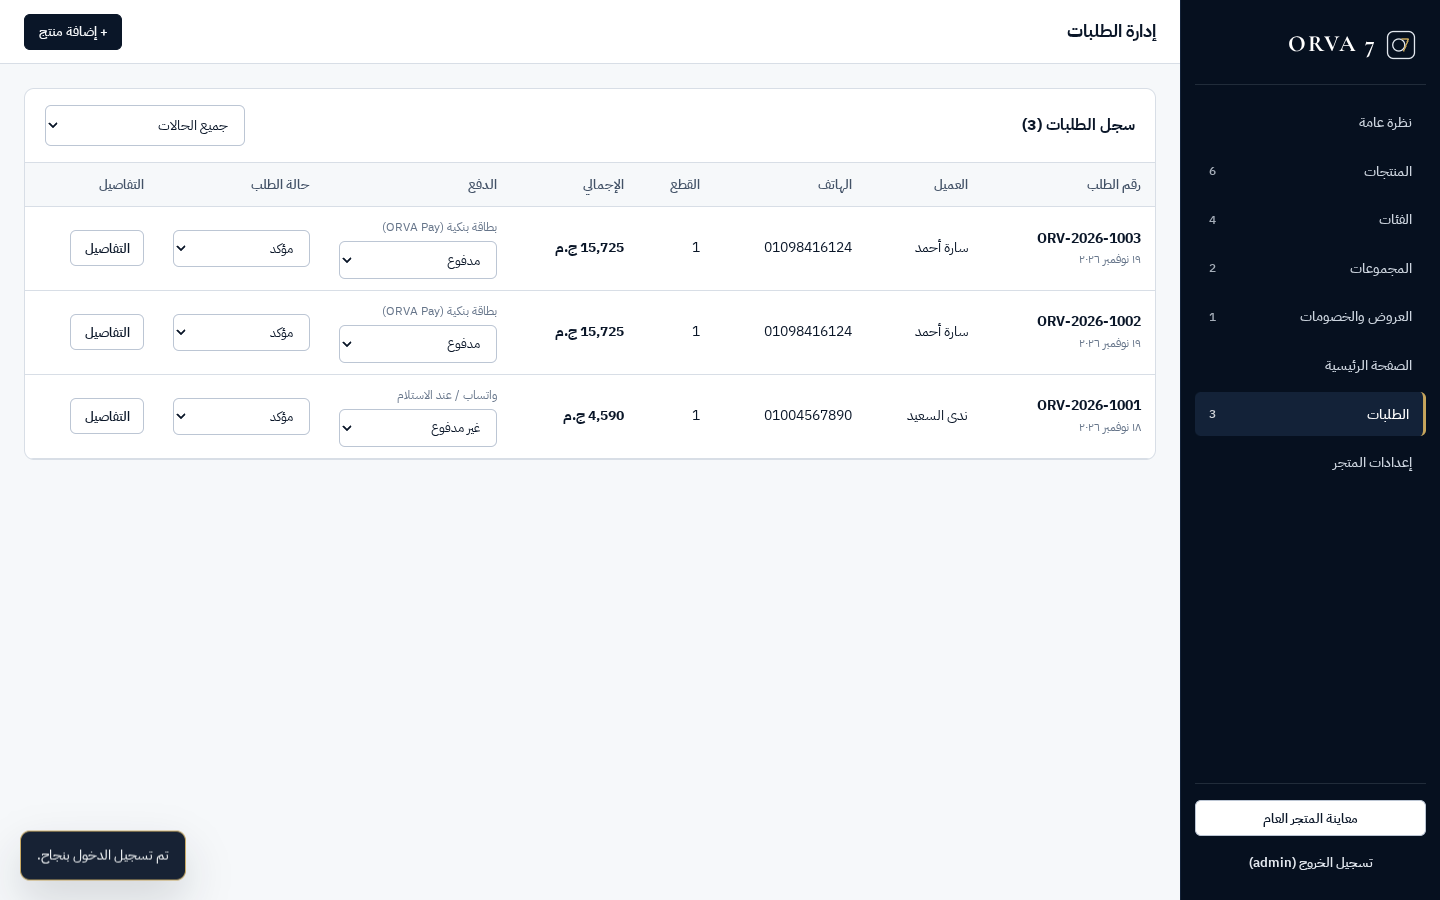 ORVA 7
نظرة عامة
المنتجات 6
الفئات 4
المجموعات 2
العروض والخصومات 1
الصفحة الرئيسية
الطلبات 3
إعدادات المتجر
معاينة المتجر العام
تسجيل الخروج (admin)
إدارة الطلبات
+ إضافة منتج
سجل الطلبات (3)
جميع الحالات
رقم الطلب العميل الهاتف القطع الإجمالي الدفع حالة الطلب التفاصيل
ORV-2026-1003 سارة أحمد 01098416124 1 15,725 ج.م بطاقة بنكية (ORVA Pay) مؤكد التفاصيل
١٩ نوفمبر ٢٠٢٦ مدفوع
ORV-2026-1002 سارة أحمد 01098416124 1 15,725 ج.م بطاقة بنكية (ORVA Pay) مؤكد التفاصيل
١٩ نوفمبر ٢٠٢٦ مدفوع
ORV-2026-1001 ندى السعيد 01004567890 1 4,590 ج.م واتساب / عند الاستلام مؤكد التفاصيل
١٨ نوفمبر ٢٠٢٦ غير مدفوع
تم تسجيل الدخول بنجاح.